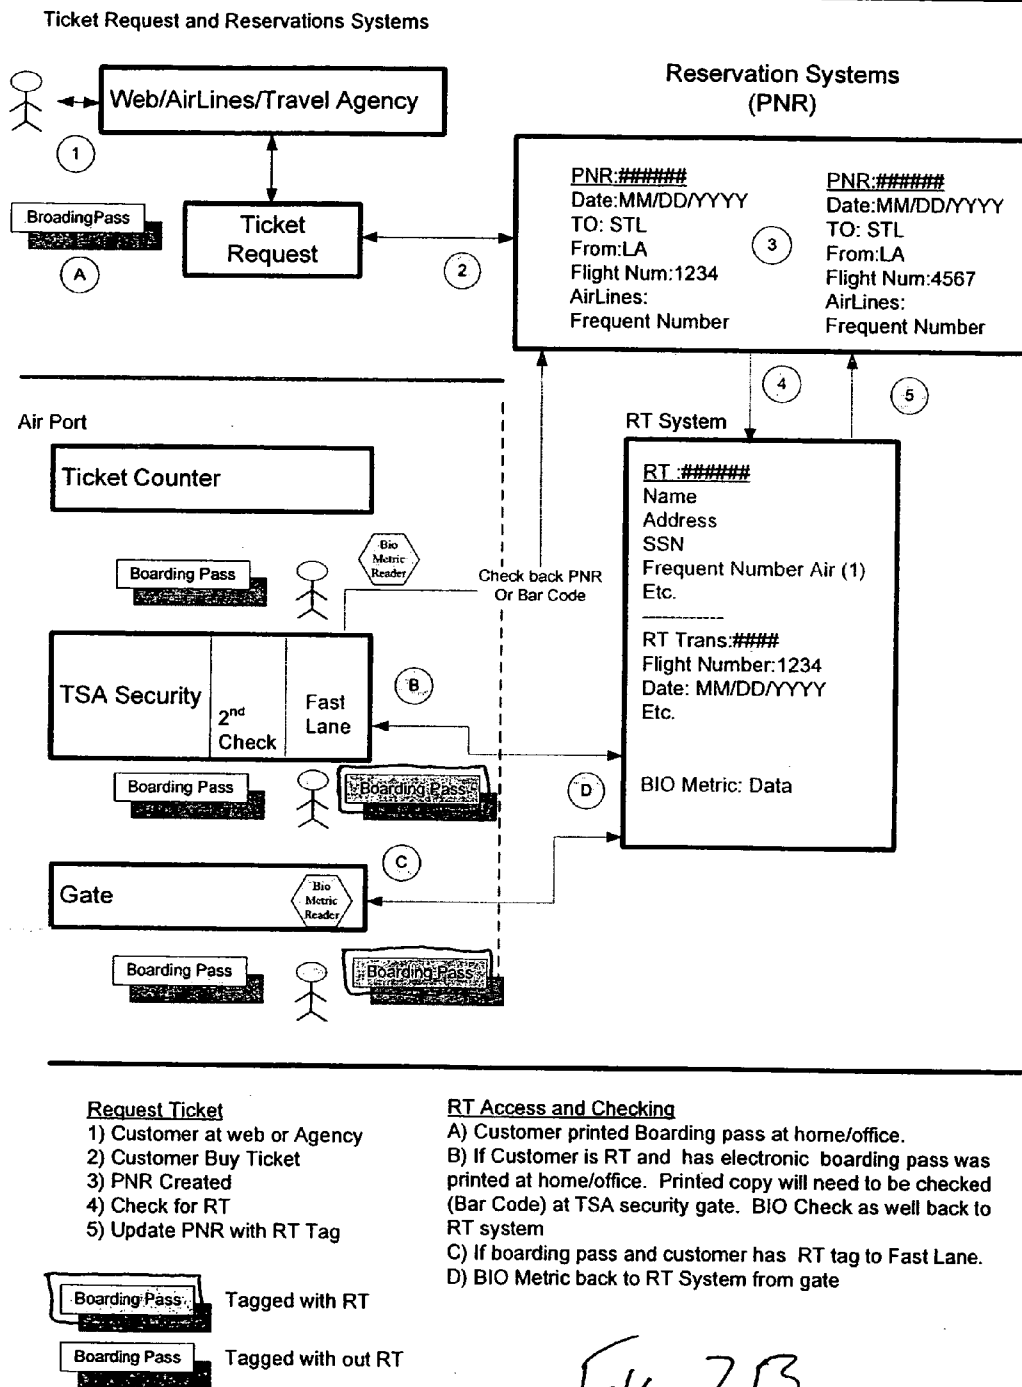 Ticket Request and Reservations Systems
Web/AirLines/Travel Agency
1
BroadingPass
A
Ticket
Request
2
Reservation Systems
(PNR)
PNR:######
Date:MM/DD/YYYY
TO: STL
From:LA
Flight Num:1234
AirLines:
Frequent Number
3
PNR:######
Date:MM/DD/YYYY
TO: STL
From:LA
Flight Num:4567
AirLines:
Frequent Number
4
5
Air Port
Ticket Counter
Boarding Pass
Bio
Metric
Reader
Check back PNR
Or Bar Code
TSA Security
2nd
Check
Fast
Lane
B
Boarding Pass
Boarding Pass
D
C
Gate
Bio
Metric
Reader
Boarding Pass
Boarding Pass
RT System
RT :######
Name
Address
SSN
Frequent Number Air (1)
Etc.
------------
RT Trans:####
Flight Number:1234
Date: MM/DD/YYYY
Etc.
BIO Metric: Data
Request Ticket
1) Customer at web or Agency
2) Customer Buy Ticket
3) PNR Created
4) Check for RT
5) Update PNR with RT Tag
Boarding Pass
Tagged with RT
Boarding Pass
Tagged with out RT
RT Access and Checking
A) Customer printed Boarding pass at home/office.
B) If Customer is RT and has electronic boarding pass was
printed at home/office. Printed copy will need to be checked
(Bar Code) at TSA security gate. BIO Check as well back to
RT system
C) If boarding pass and customer has RT tag to Fast Lane.
D) BIO Metric back to RT System from gate